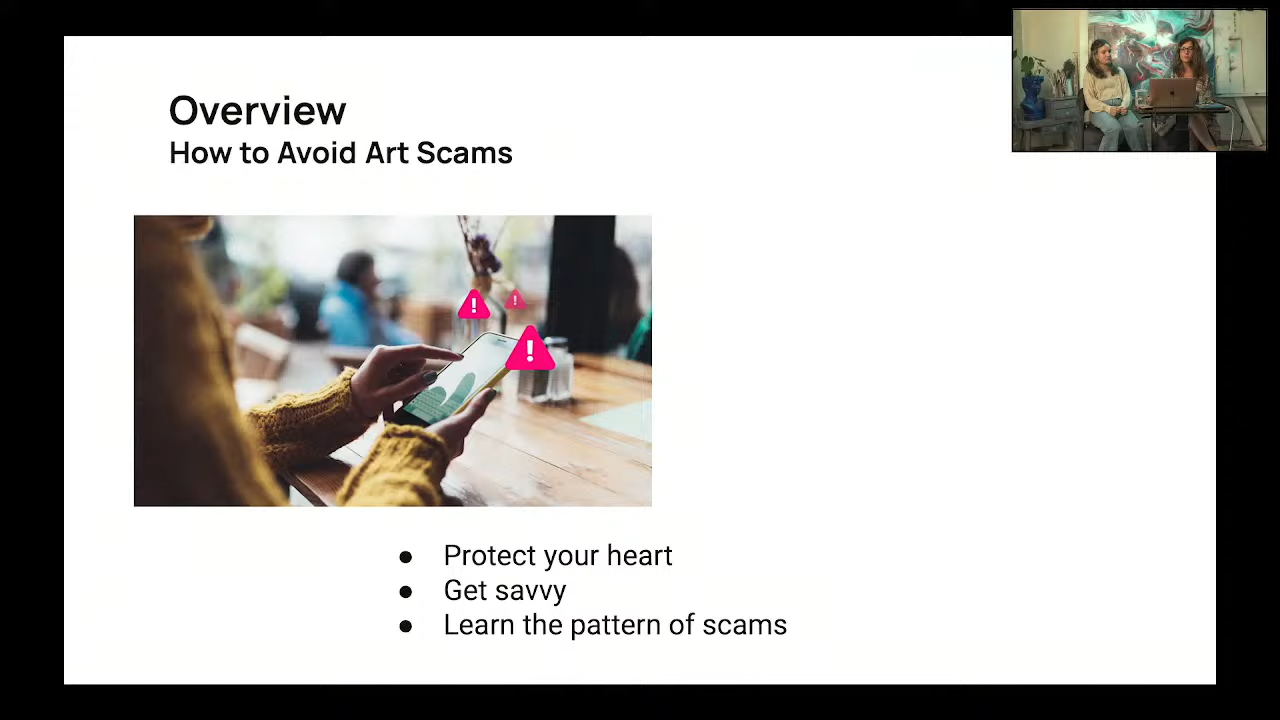 Overview
How to Avoid Art Scams
! !
!
● Protect your heart
● Get savvy
● Learn the pattern of scams